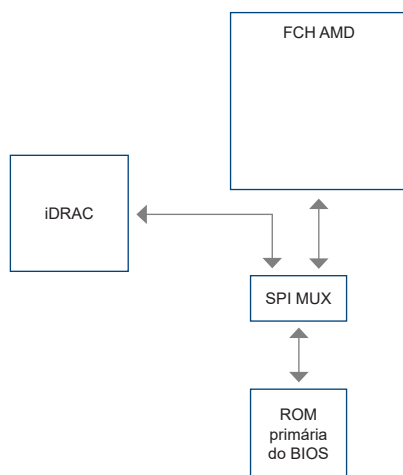 FCH AMD
iDRAC
SPI MUX
ROM
primária
do BIOS